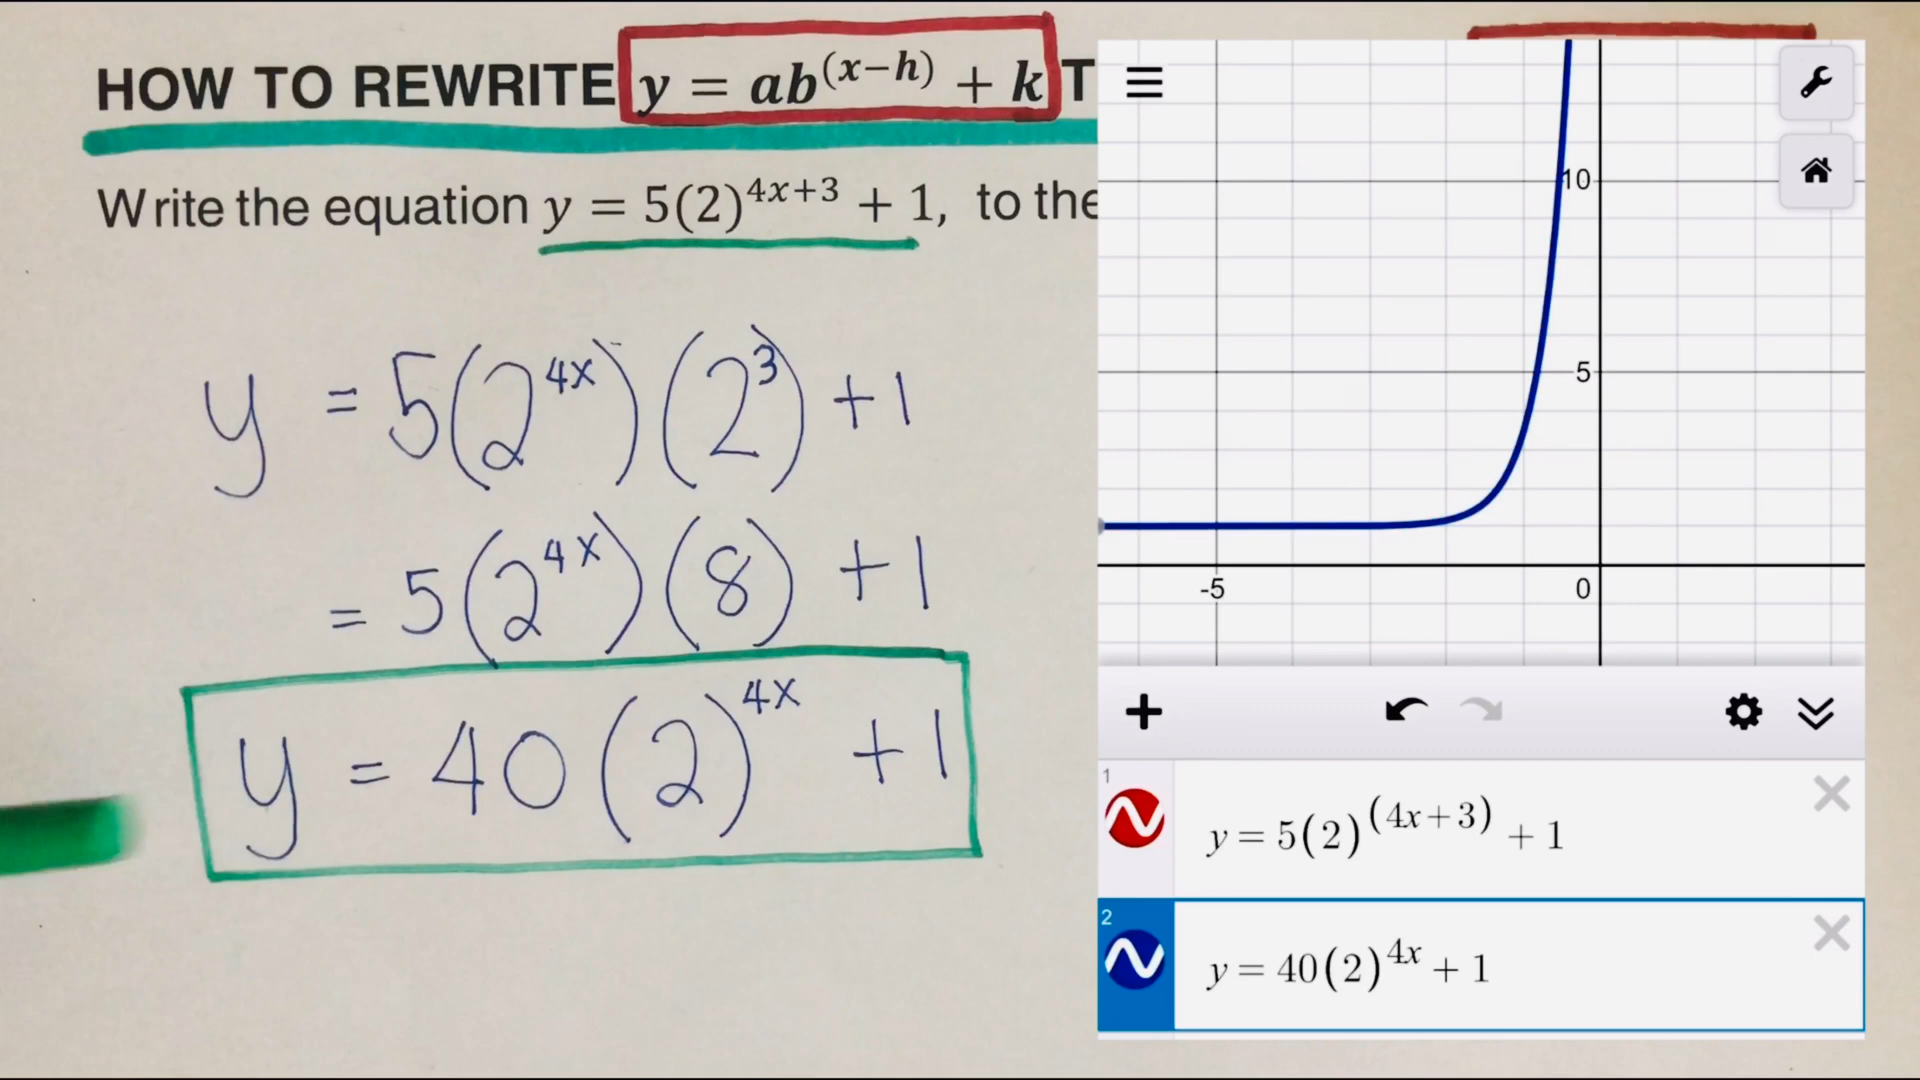 HOW TO REWRITE y = ab^(x−h) + k T
Write the equation y = 5(2)^4x+3 + 1, to the
y = 5(2^4x)(2^3) +1
= 5(2^4x)(8) +1
y = 40(2)^4x +1
10
5
-5 0
1
y = 5(2)^(4x+3) + 1
2
y = 40(2)^4x + 1